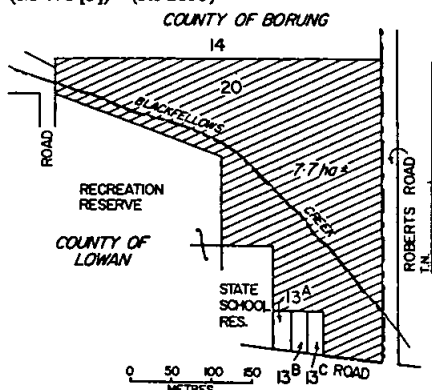 COUNTY OF BORUNG
14
20
BLACKFELLOWS
CREEK
7·7 ha±
ROAD
ROBERTS ROAD
T.N.
RECREATION
RESERVE
COUNTY OF
LOWAN
STATE
SCHOOL
RES.
13A
13B
13C
ROAD
0 50 100 150
METRES